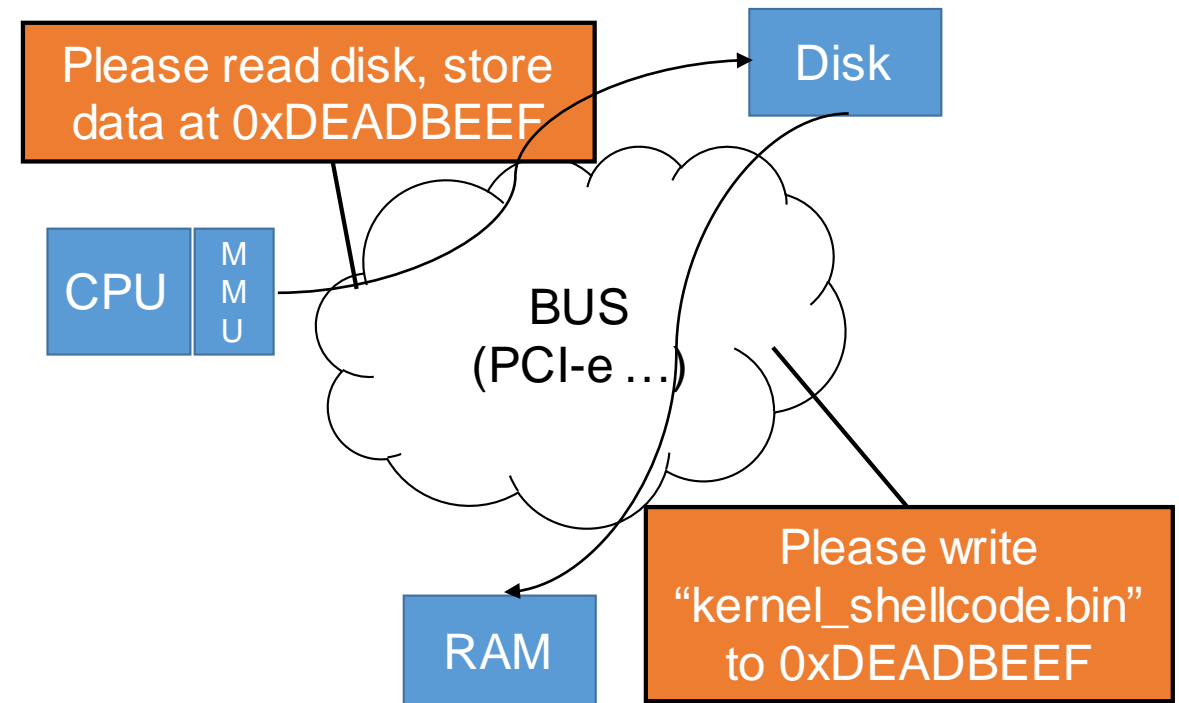 Please read disk, store
data at 0xDEADBEEF
Disk
CPU
M
M
U
BUS
(PCI-e …)
Please write
“kernel_shellcode.bin”
to 0xDEADBEEF
RAM